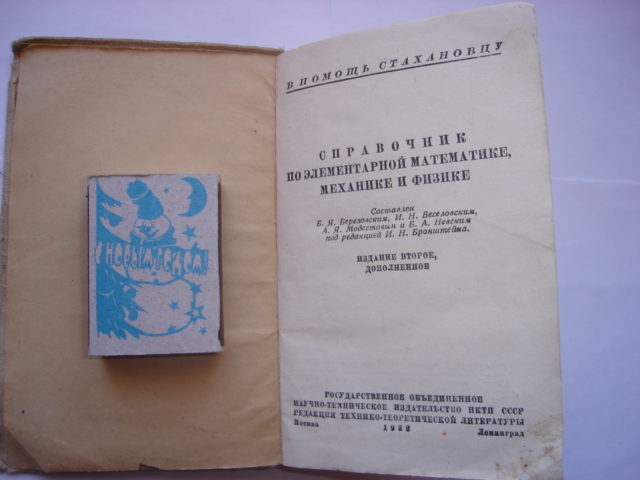 С НОВЫМ ГОДОМ!
В ПОМОЩЬ СТАХАНОВЦУ
СПРАВОЧНИК
ПО ЭЛЕМЕНТАРНОЙ МАТЕМАТИКЕ,
МЕХАНИКЕ И ФИЗИКЕ
Составлен
Б. Я. Березовским, И. Н. Веселовским,
А. Я. Модестовым и Б. А. Невским
под редакцией И. Н. Бронштейна.
ИЗДАНИЕ ВТОРОЕ,
ДОПОЛНЕННОЕ
ГОСУДАРСТВЕННОЕ ОБЪЕДИНЕННОЕ
НАУЧНО-ТЕХНИЧЕСКОЕ ИЗДАТЕЛЬСТВО НКТП СССР
РЕДАКЦИЯ ТЕХНИКО-ТЕОРЕТИЧЕСКОЙ ЛИТЕРАТУРЫ
Москва Ленинград